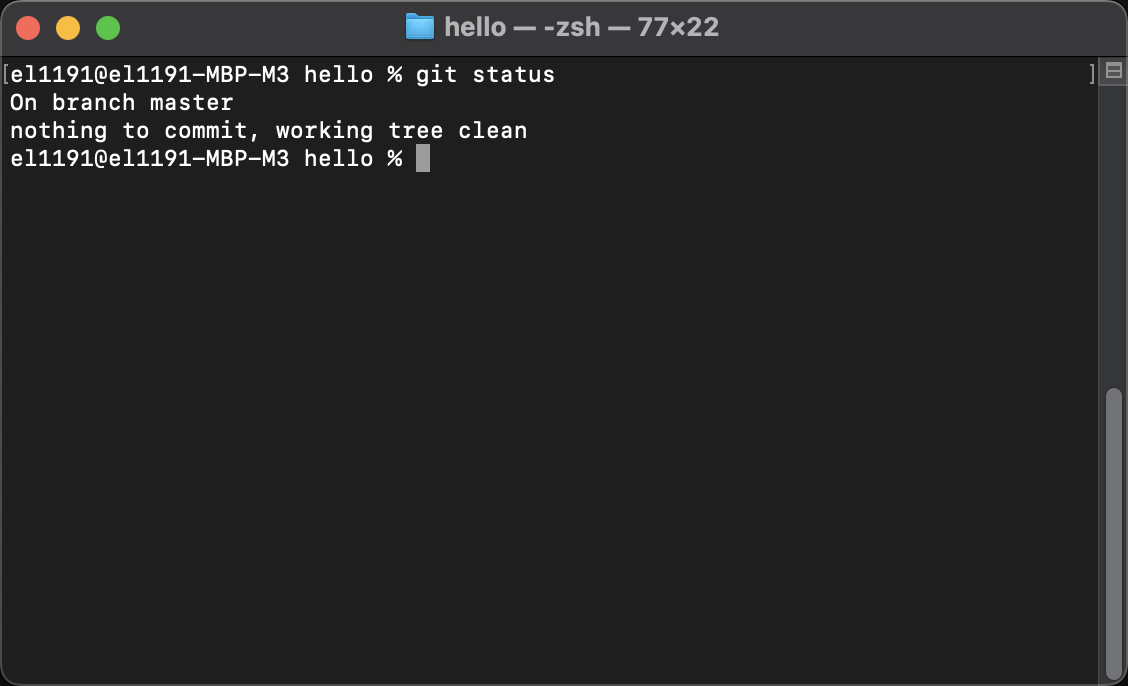 hello — -zsh — 77×22
[el1191@el1191-MBP-M3 hello % git status ]
On branch master
nothing to commit, working tree clean
el1191@el1191-MBP-M3 hello %